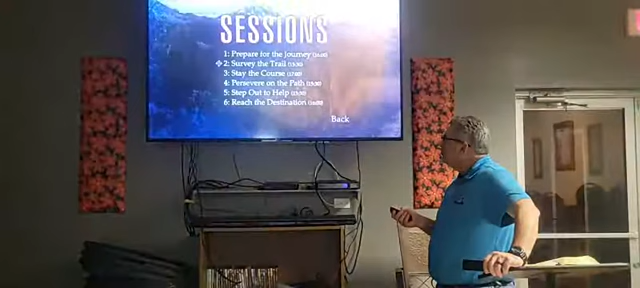 SESSIONS
1: Prepare for the Journey
2: Survey the Trail
3: Stay the Course
4: Persevere on the Path
5: Step Out to Help
6: Reach the Destination
Back